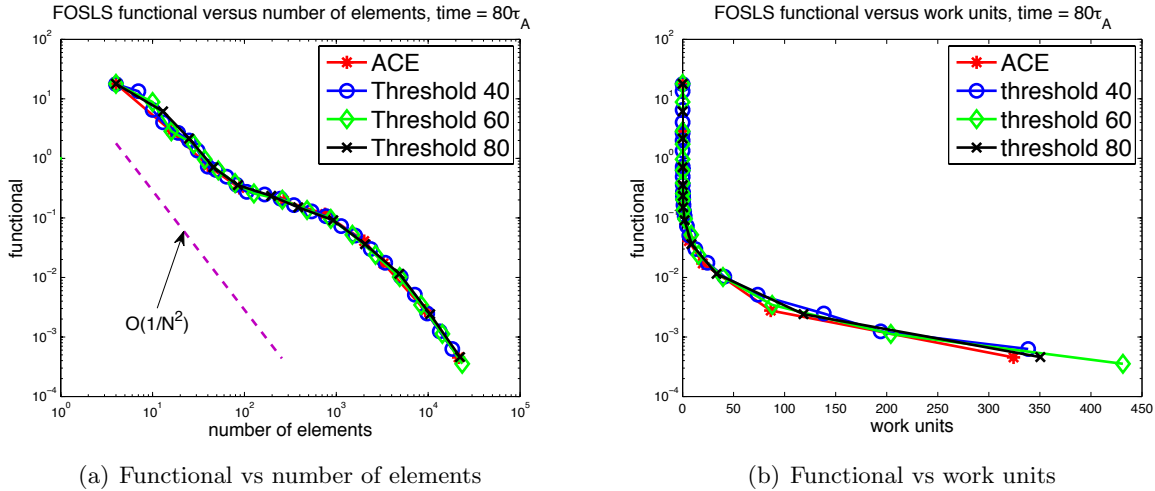 FOSLS functional versus number of elements, time = 80τ_A
10^2
10^1
10^0
10^−1
10^−2
10^−3
10^−4
functional
ACE
Threshold 40
Threshold 60
Threshold 80
O(1/N^2)
10^0 10^1 10^2 10^3 10^4 10^5
number of elements
(a) Functional vs number of elements
FOSLS functional versus work units, time = 80τ_A
10^2
10^1
10^0
10^−1
10^−2
10^−3
10^−4
functional
ACE
threshold 40
threshold 60
threshold 80
0 50 100 150 200 250 300 350 400 450
work units
(b) Functional vs work units